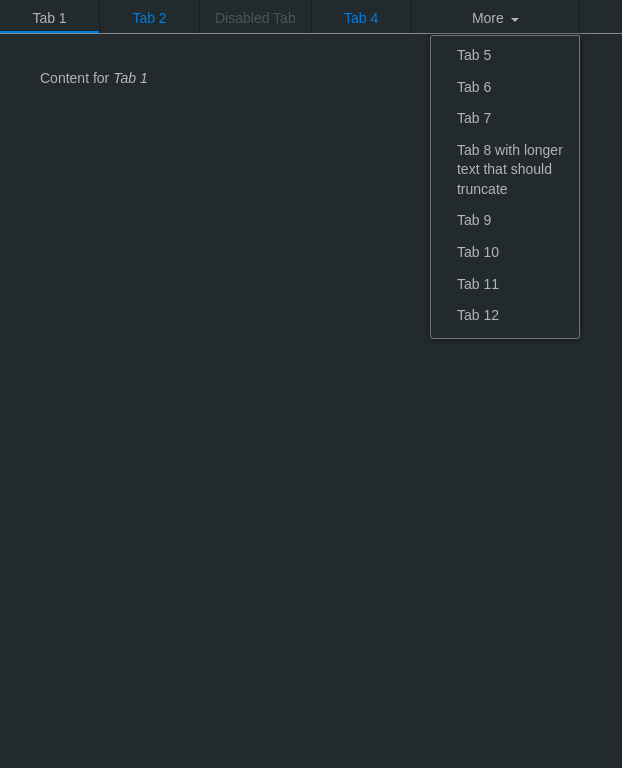 Tab 1 Tab 2 Disabled Tab Tab 4 More
Content for Tab 1
Tab 5
Tab 6
Tab 7
Tab 8 with longer
text that should
truncate
Tab 9
Tab 10
Tab 11
Tab 12